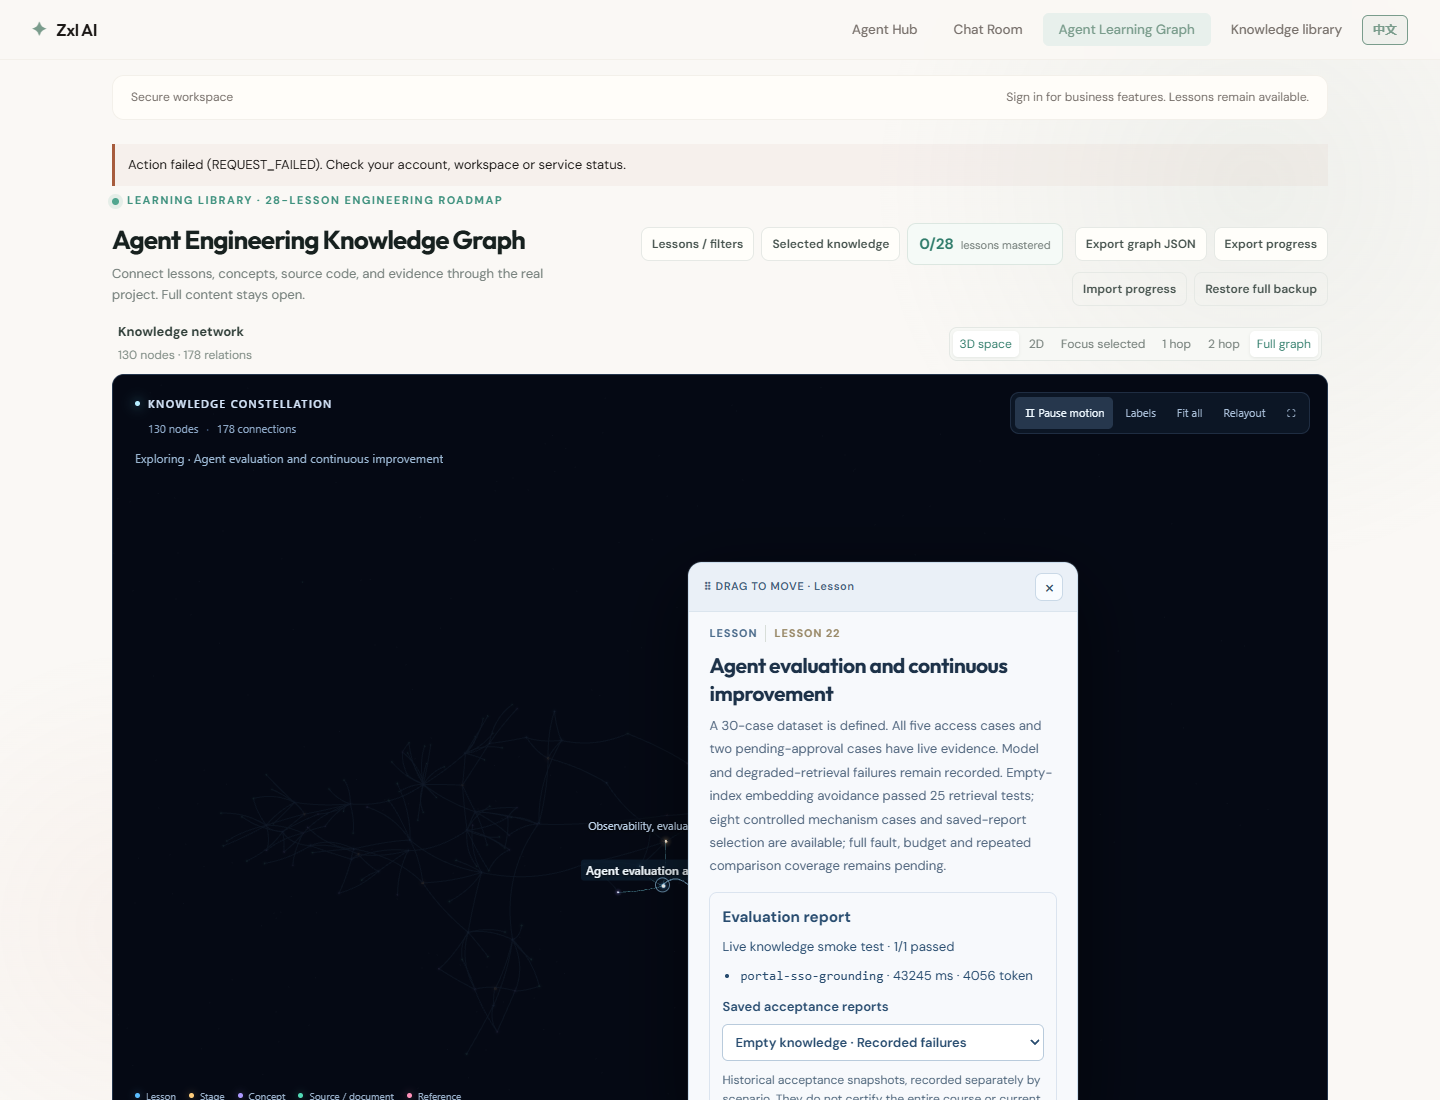 Zxl AI
Agent Hub
Chat Room
Agent Learning Graph
Knowledge library
中文
Secure workspace
Sign in for business features. Lessons remain available.
Action failed (REQUEST_FAILED). Check your account, workspace or service status.
LEARNING LIBRARY · 28-LESSON ENGINEERING ROADMAP
Agent Engineering Knowledge Graph
Connect lessons, concepts, source code, and evidence through the real
project. Full content stays open.
Lessons / filters
Selected knowledge
0/28 lessons mastered
Export graph JSON
Export progress
Import progress
Restore full backup
Knowledge network
130 nodes · 178 relations
3D space
2D
Focus selected
1 hop
2 hop
Full graph
KNOWLEDGE CONSTELLATION
130 nodes · 178 connections
Exploring · Agent evaluation and continuous improvement
Pause motion
Labels
Fit all
Relayout
Observability, evalua
Agent evaluation a
DRAG TO MOVE · Lesson
×
LESSON
LESSON 22
Agent evaluation and continuous
improvement
A 30-case dataset is defined. All five access cases and
two pending-approval cases have live evidence. Model
and degraded-retrieval failures remain recorded. Empty-
index embedding avoidance passed 25 retrieval tests;
eight controlled mechanism cases and saved-report
selection are available; full fault, budget and repeated
comparison coverage remains pending.
Evaluation report
Live knowledge smoke test · 1/1 passed
• portal-sso-grounding · 43245 ms · 4056 token
Saved acceptance reports
Empty knowledge · Recorded failures
Historical acceptance snapshots, recorded separately by
scenario. They do not certify the entire course or current
Lesson
Stage
Concept
Source / document
Reference